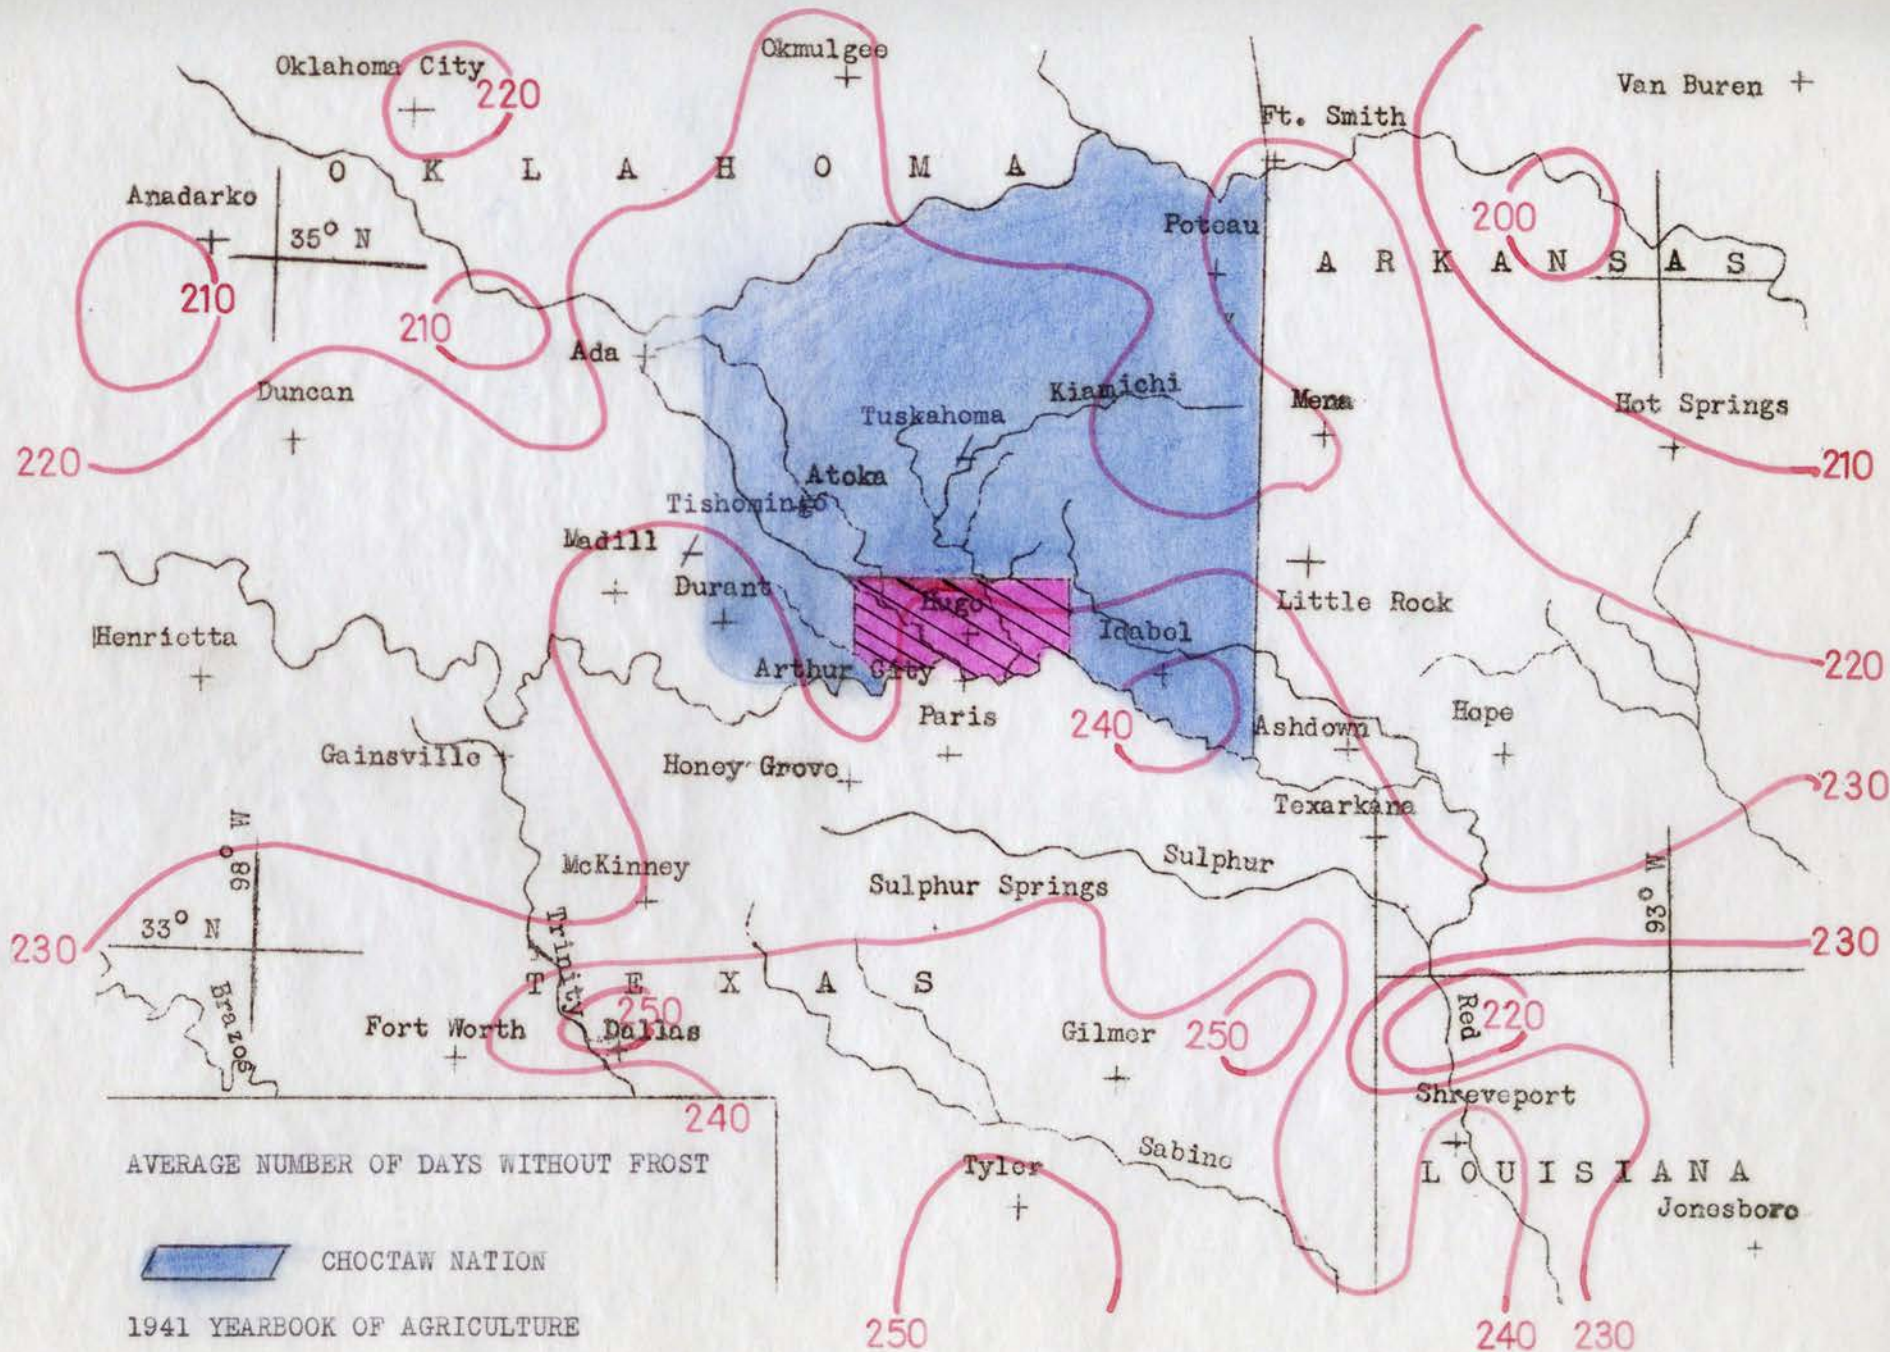 Okmulgee
Oklahoma City
220
Van Buren
Ft. Smith
O K L A H O M A
Anadarko
35° N
Poteau
200
A R K A N S A S
210
210
Ada
Duncan
Kiamichi
Tuskahoma
Mena
Hot Springs
220
210
Atoka
Tishomingo
Madill
Durant
Hugo
Little Rock
Henrietta
Idabel
220
Arthur City
Paris
240
Ashdown
Hope
Gainsville
Honey Grove
230
Texarkana
98° W
McKinney
Sulphur
Sulphur Springs
93° W
33° N
230
230
Trinity
T E X A S
Brazos
250
Fort Worth
Dallas
Gilmer
250
Red
220
Shreveport
240
AVERAGE NUMBER OF DAYS WITHOUT FROST
Tyler
Sabine
L O U I S I A N A
Jonesboro
CHOCTAW NATION
1941 YEARBOOK OF AGRICULTURE
250
240
230